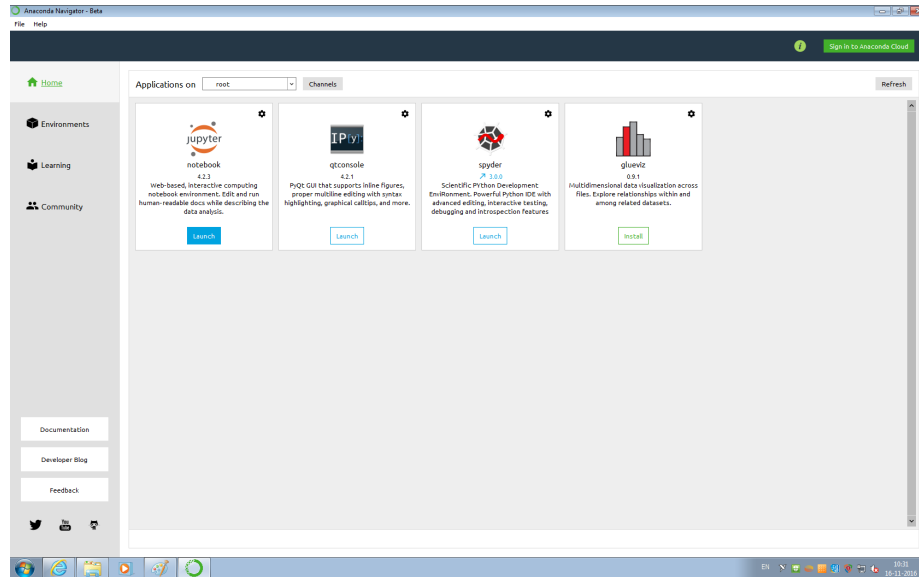 Anaconda Navigator - Beta
File Help
i Sign in to Anaconda Cloud
Home
Applications on root Channels Refresh
Environments
Learning
Community
jupyter
notebook
4.2.3
Web-based, interactive computing
notebook environment. Edit and run
human-readable docs while describing the
data analysis.
Launch
IP[y]:
qtconsole
4.2.1
PyQt GUI that supports inline figures,
proper multiline editing with syntax
highlighting, graphical calltips, and more.
Launch
spyder
3.0.0
Scientific PYthon Development
EnviRonment. Powerful Python IDE with
advanced editing, interactive testing,
debugging and introspection features
Launch
glueviz
0.9.1
Multidimensional data visualization across
files. Explore relationships within and
among related datasets.
Install
Documentation
Developer Blog
Feedback
You
Tube
EN
10:31
16-11-2016